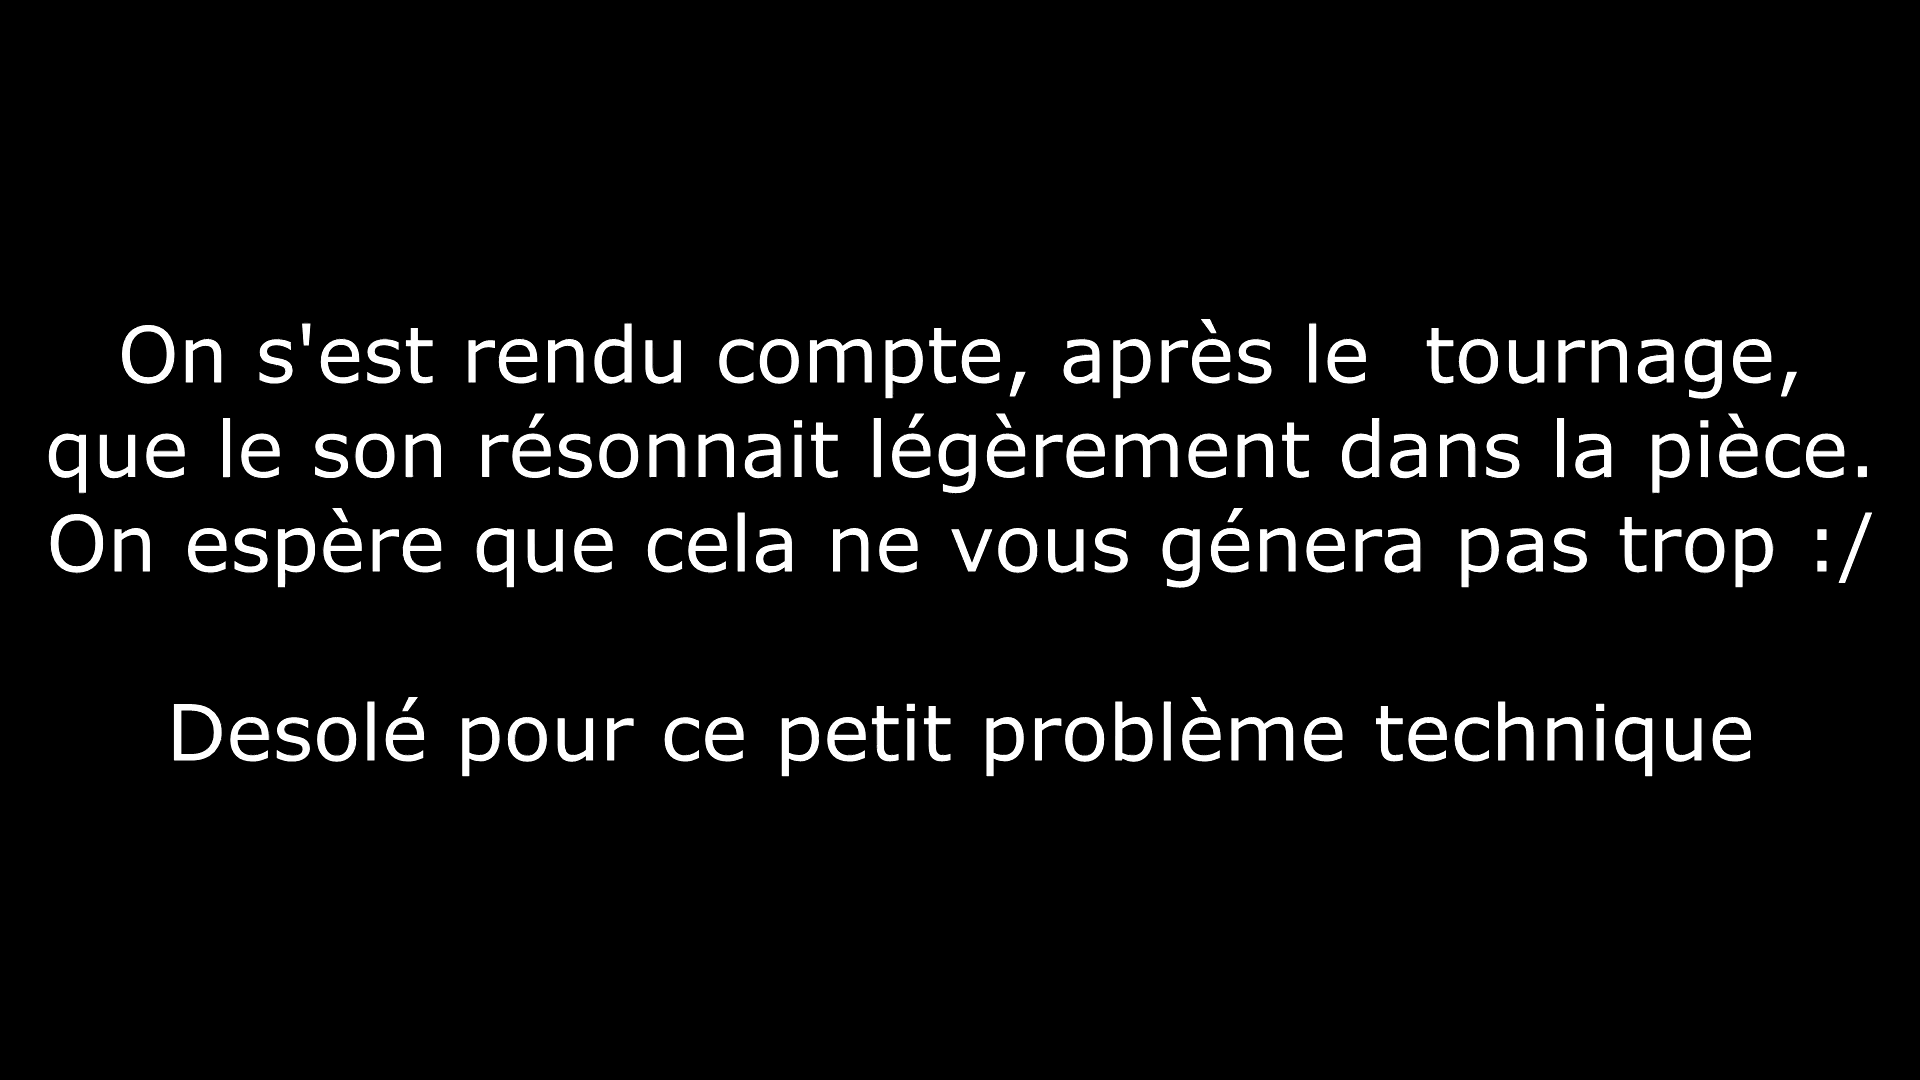 On s'est rendu compte, après le  tournage,
que le son résonnait légèrement dans la pièce.
On espère que cela ne vous génera pas trop :/
Desolé pour ce petit problème technique